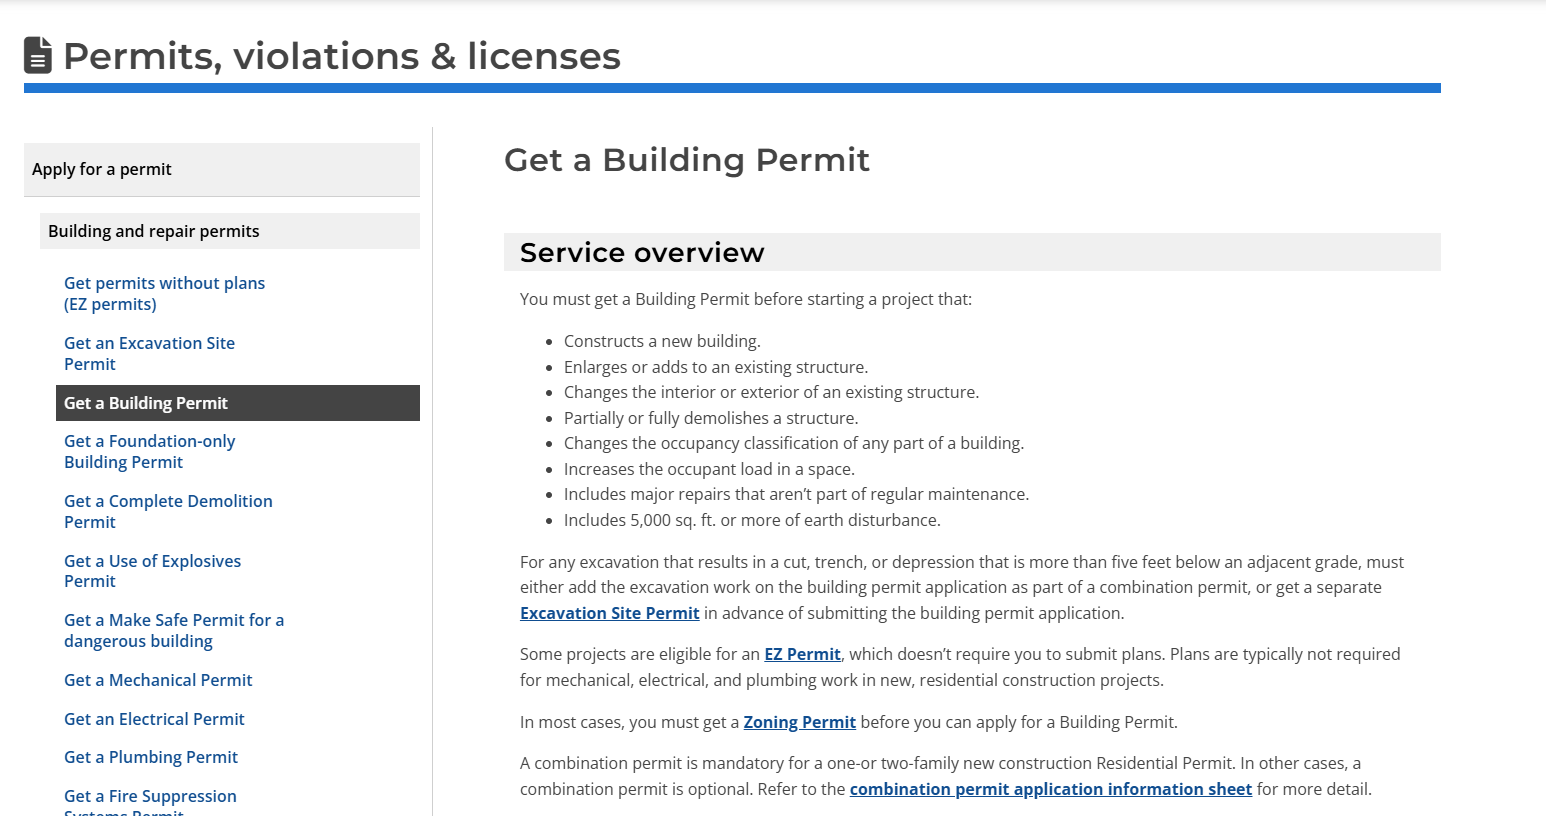 Permits, violations & licenses
Apply for a permit
Building and repair permits
Get permits without plans
(EZ permits)
Get an Excavation Site
Permit
Get a Building Permit
Get a Foundation-only
Building Permit
Get a Complete Demolition
Permit
Get a Use of Explosives
Permit
Get a Make Safe Permit for a
dangerous building
Get a Mechanical Permit
Get an Electrical Permit
Get a Plumbing Permit
Get a Fire Suppression
Systems Permit
Get a Building Permit
Service overview
You must get a Building Permit before starting a project that:
Constructs a new building.
Enlarges or adds to an existing structure.
Changes the interior or exterior of an existing structure.
Partially or fully demolishes a structure.
Changes the occupancy classification of any part of a building.
Increases the occupant load in a space.
Includes major repairs that aren’t part of regular maintenance.
Includes 5,000 sq. ft. or more of earth disturbance.
For any excavation that results in a cut, trench, or depression that is more than five feet below an adjacent grade, must
either add the excavation work on the building permit application as part of a combination permit, or get a separate
Excavation Site Permit in advance of submitting the building permit application.
Some projects are eligible for an EZ Permit, which doesn’t require you to submit plans. Plans are typically not required
for mechanical, electrical, and plumbing work in new, residential construction projects.
In most cases, you must get a Zoning Permit before you can apply for a Building Permit.
A combination permit is mandatory for a one-or two-family new construction Residential Permit. In other cases, a
combination permit is optional. Refer to the combination permit application information sheet for more detail.